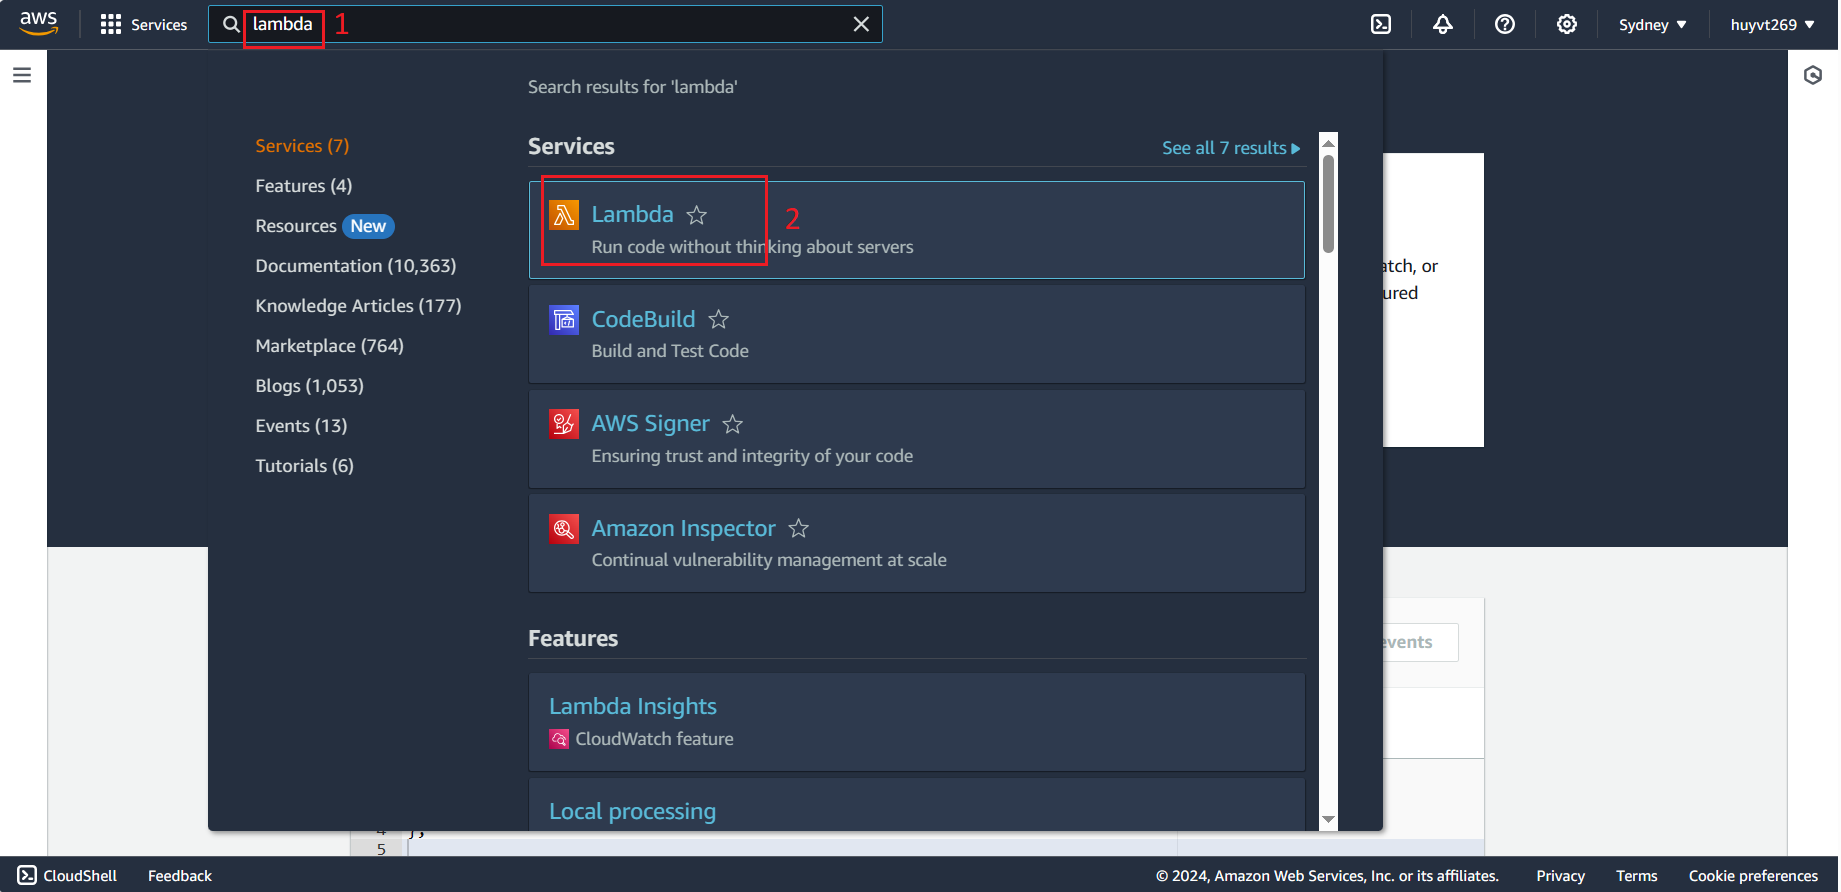 aws Services lambda 1 Sydney huyvt269
Search results for 'lambda'
Services (7)
Features (4)
Resources New
Documentation (10,363)
Knowledge Articles (177)
Marketplace (764)
Blogs (1,053)
Events (13)
Tutorials (6)
Services See all 7 results
Lambda 2
Run code without thinking about servers
CodeBuild
Build and Test Code
AWS Signer
Ensuring trust and integrity of your code
Amazon Inspector
Continual vulnerability management at scale
Features
Lambda Insights
CloudWatch feature
Local processing
atch, or
ured
events
4 };
5
CloudShell Feedback © 2024, Amazon Web Services, Inc. or its affiliates. Privacy Terms Cookie preferences